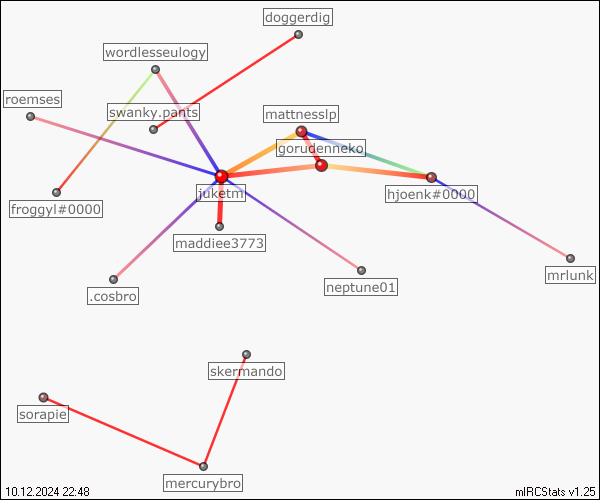 doggerdig
wordlesseulogy
roemses
swanky.pants
mattnesslp
gorudenneko
juketm
hjoenk#0000
froggyl#0000
maddiee3773
mrlunk
.cosbro
neptune01
skermando
sorapie
mercurybro
10.12.2024 22:48
mIRCStats v1.25